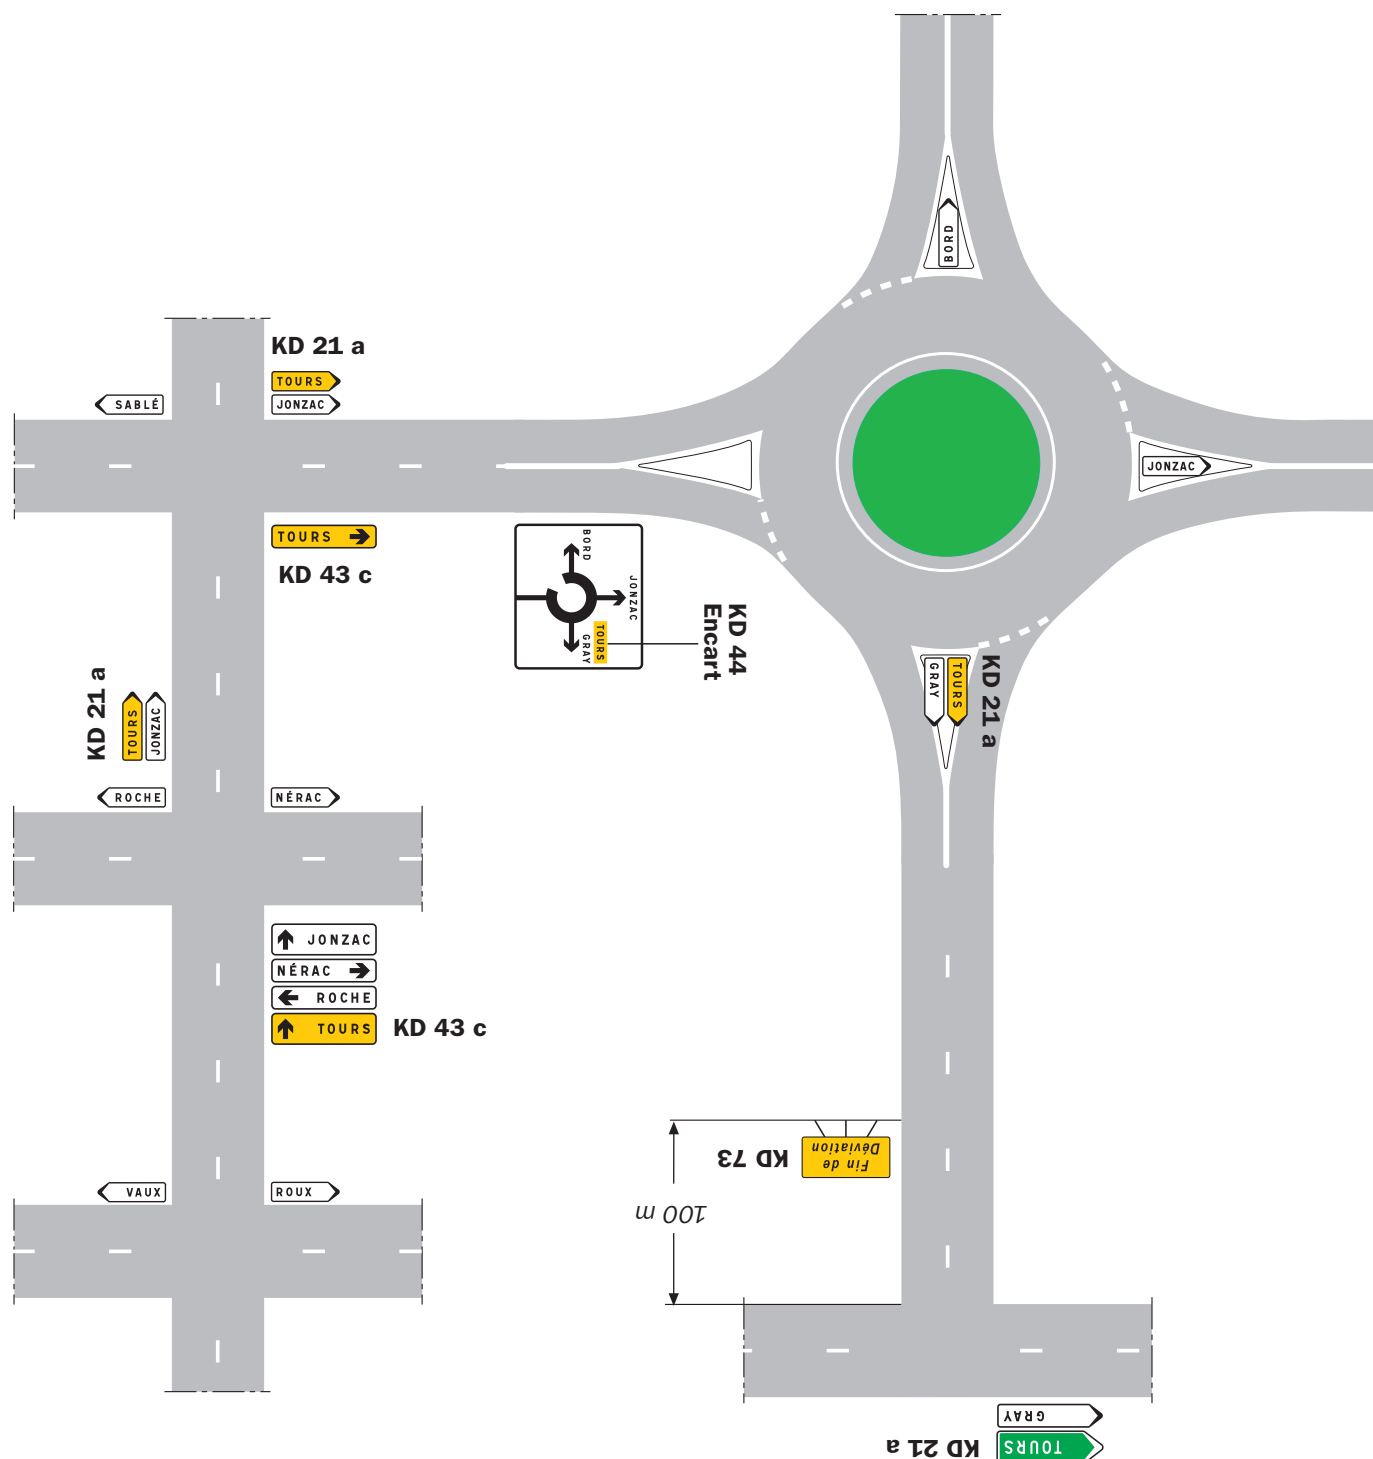 BORD
KD 21 a
TOURS
JONZAC
SABLÉ
JONZAC
TOURS
KD 43 c
BORD
JONZAC
TOURS
GRAY
KD 44
Encart
KD 21 a
TOURS
GRAY
KD 21 a
TOURS
JONZAC
ROCHE
NÉRAC
JONZAC
NÉRAC
ROCHE
TOURS
KD 43 c
Fin de
Déviation
KD 73
100 m
VAUX
ROUX
GRAY
TOURS
KD 21 a